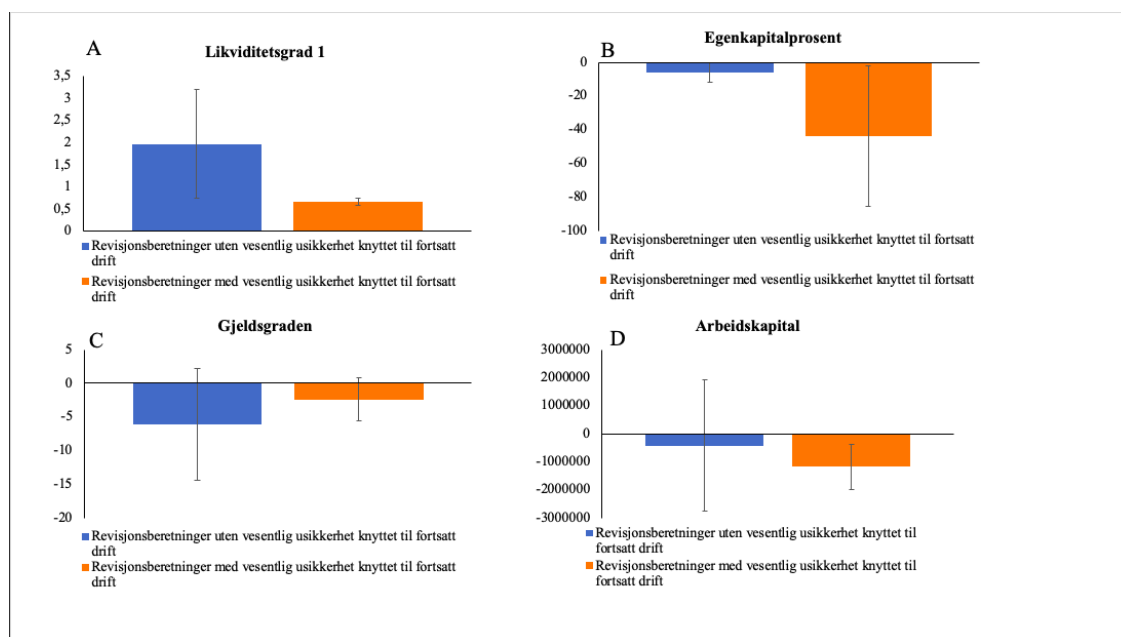 A
Likviditetsgrad 1
3,5
3
2,5
2
1,5
1
0,5
0
Revisjonsberetninger uten vesentlig usikkerhet knyttet til fortsatt
drift
Revisjonsberetninger med vesentlig usikkerhet knyttet til fortsatt
drift
B
Egenkapitalprosent
0
-20
-40
-60
-80
-100
Revisjonsberetninger uten vesentlig usikkerhet knyttet til fortsatt
drift
Revisjonsberetninger med vesentlig usikkerhet knyttet til fortsatt
drift
C
Gjeldsgraden
5
0
-5
-10
-15
-20
Revisjonsberetninger uten vesentlig usikkerhet knyttet til fortsatt
drift
Revisjonsberetninger med vesentlig usikkerhet knyttet til fortsatt
drift
D
Arbeidskapital
3000000
2000000
1000000
0
-1000000
-2000000
-3000000
Revisjonsberetninger uten vesentlig usikkerhet knyttet til
fortsatt drift
Revisjonsberetninger med vesentlig usikkerhet knyttet til
fortsatt drift